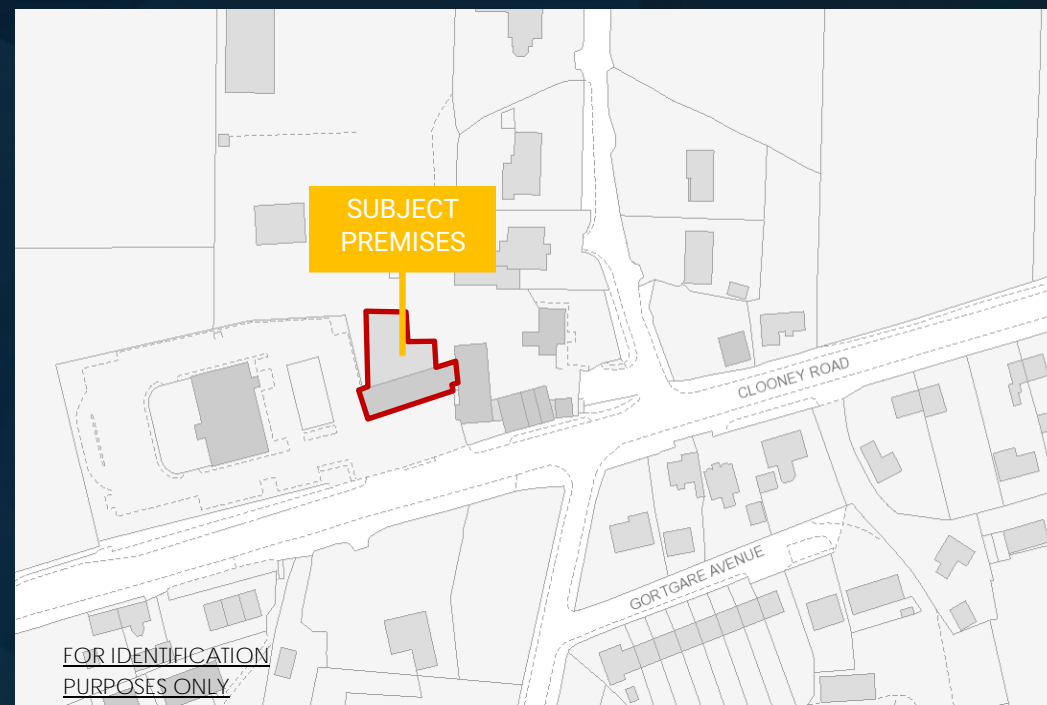 SUBJECT
PREMISES
CLOONEY ROAD
GORTGARE AVENUE
FOR IDENTIFICATION
PURPOSES ONLY